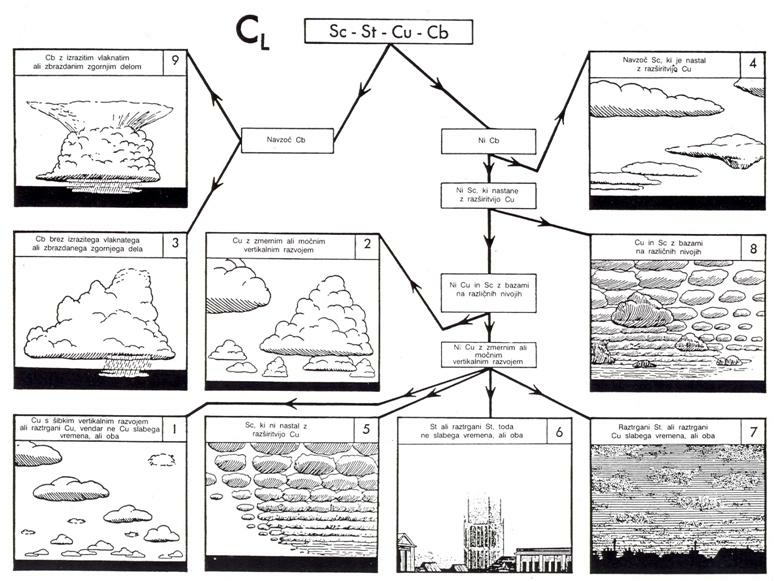 CL
Sc - St - Cu - Cb
Cb z izrazitim vlaknatim
ali zbrazdanim zgornjim delom
9
Navzoč Sc, ki je nastal
z razširitvijo Cu
4
Navzoč Cb
Ni Cb
Ni Sc, ki nastane
z razširitvijo Cu
Cb brez izrazitega vlaknatega
ali zbrazdanega zgornjega dela
3
Cu z zmernim ali močnim
vertikalnim razvojem
2
Cu in Sc z bazami
na različnih nivojih
8
Ni Cu in Sc z bazami
na različnih nivojih
Ni Cu z zmernim ali
močnim
vertikalnim razvojem
Cu s šibkim vertikalnim razvojem
ali raztrgani Cu, vendar ne Cu slabega
vremena, ali oba
1
Sc, ki ni nastal z
razširitvijo Cu
5
St ali raztrgani St, toda
ne slabega vremena, ali oba
6
Raztrgani St. ali raztrgani
Cu slabega vremena, ali oba
7